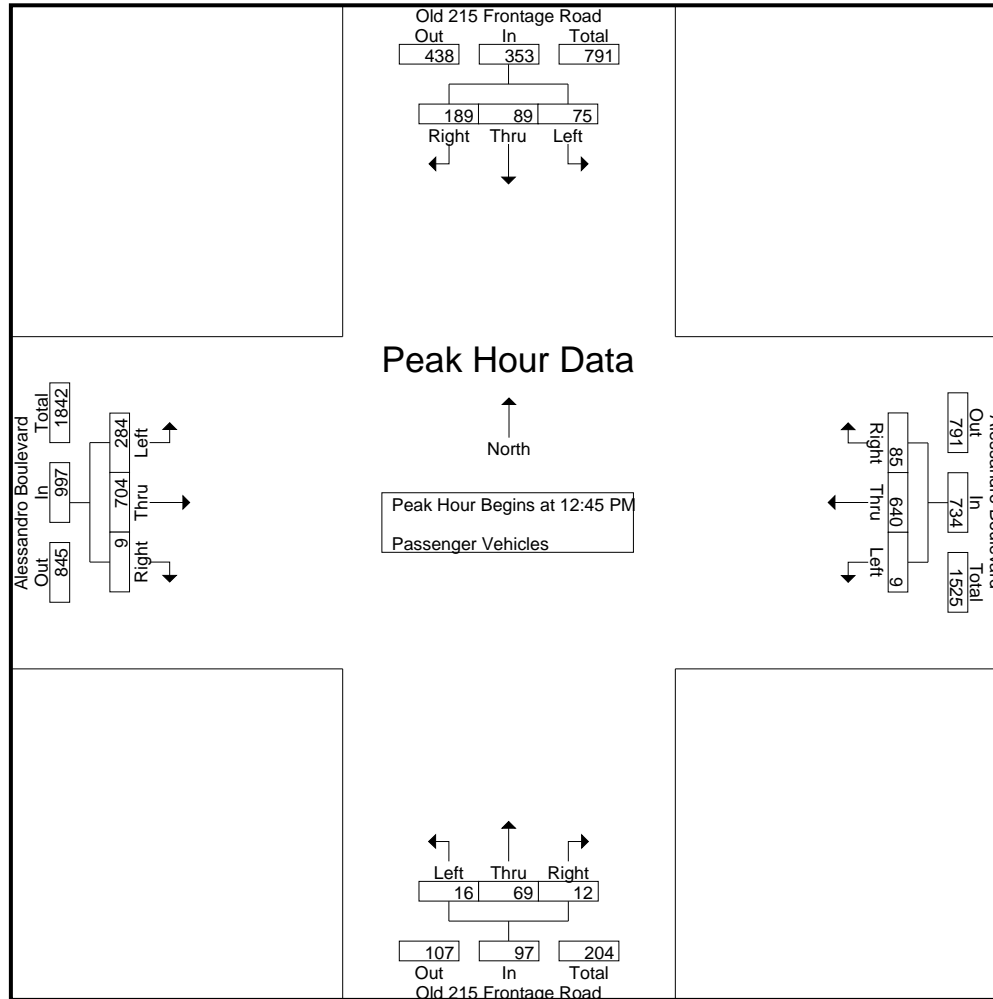 Old 215 Frontage Road
Out In Total
438 353 791
189 89 75
Right Thru Left
Peak Hour Data
North
Peak Hour Begins at 12:45 PM
Passenger Vehicles
Alessandro Boulevard
Out In Total
845 997 1842
9 704 284
Right Thru Left
Out In Total
791 734 1525
85 640 9
Right Thru Left
Left Thru Right
16 69 12
107 97 204
Out In Total
Old 215 Frontage Road